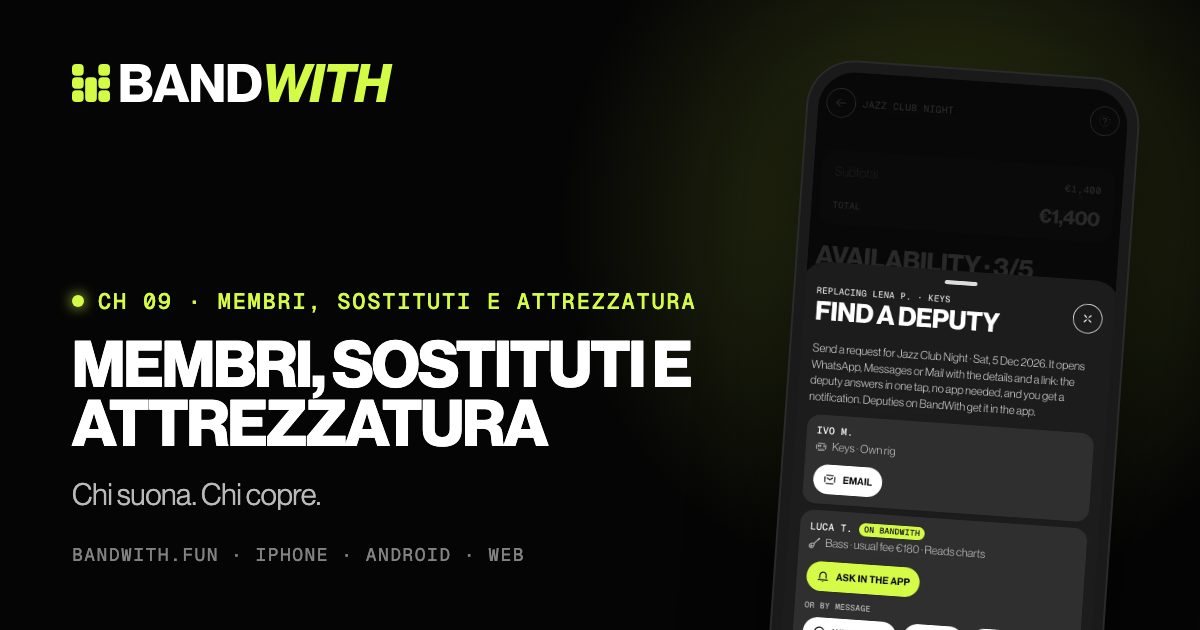 BANDWITH
CH 09 · MEMBRI, SOSTITUTI E ATTREZZATURA
MEMBRI, SOSTITUTI E
ATTREZZATURA
Chi suona. Chi copre.
BANDWITH.FUN · IPHONE · ANDROID · WEB
JAZZ CLUB NIGHT
Subtotal
€1,400
TOTAL
€1,400
AVAILABILITY · 3/5
REPLACING LENA P. · KEYS
FIND A DEPUTY
Send a request for Jazz Club Night · Sat, 5 Dec 2026. It opens
WhatsApp, Messages or Mail with the details and a link: the
deputy answers in one tap, no app needed, and you get a
notification. Deputies on BandWith get it in the app.
IVO M.
Keys · Own rig
EMAIL
LUCA T. ON BANDWITH
Bass · usual fee €180 · Reads charts
ASK IN THE APP
OR BY MESSAGE